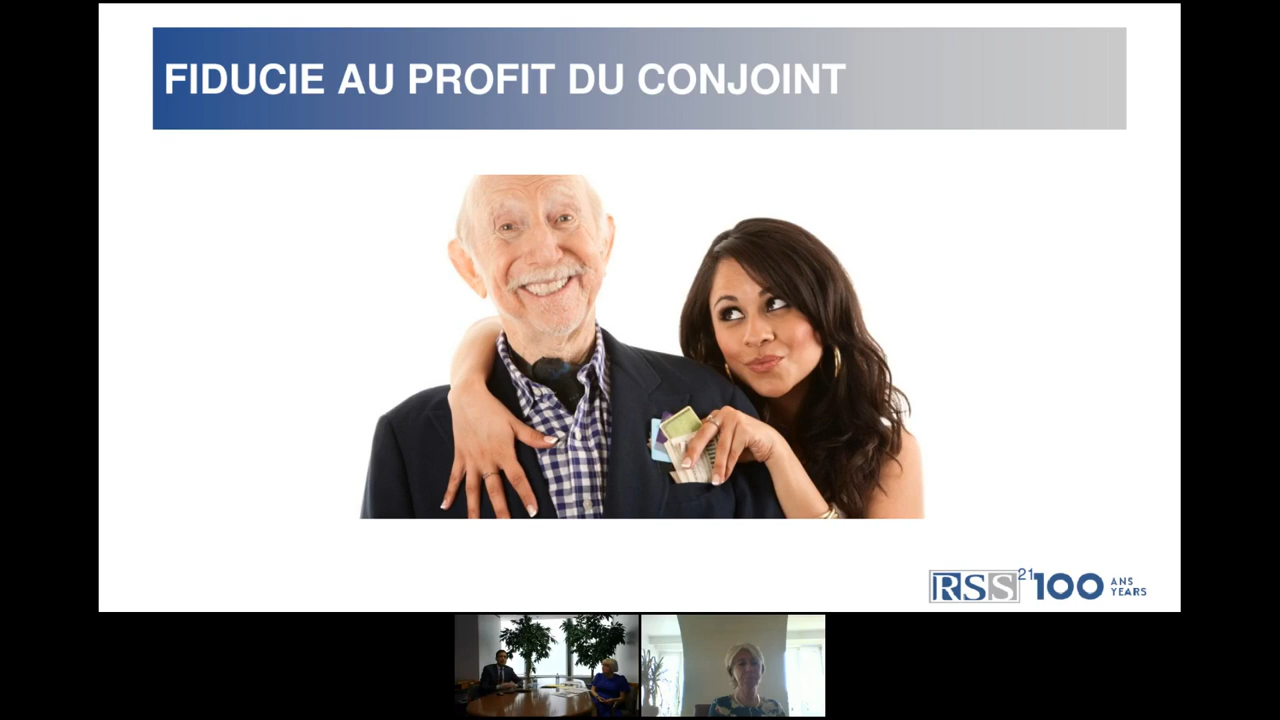 FIDUCIE AU PROFIT DU CONJOINT
21
RSS 100 ANS
YEARS